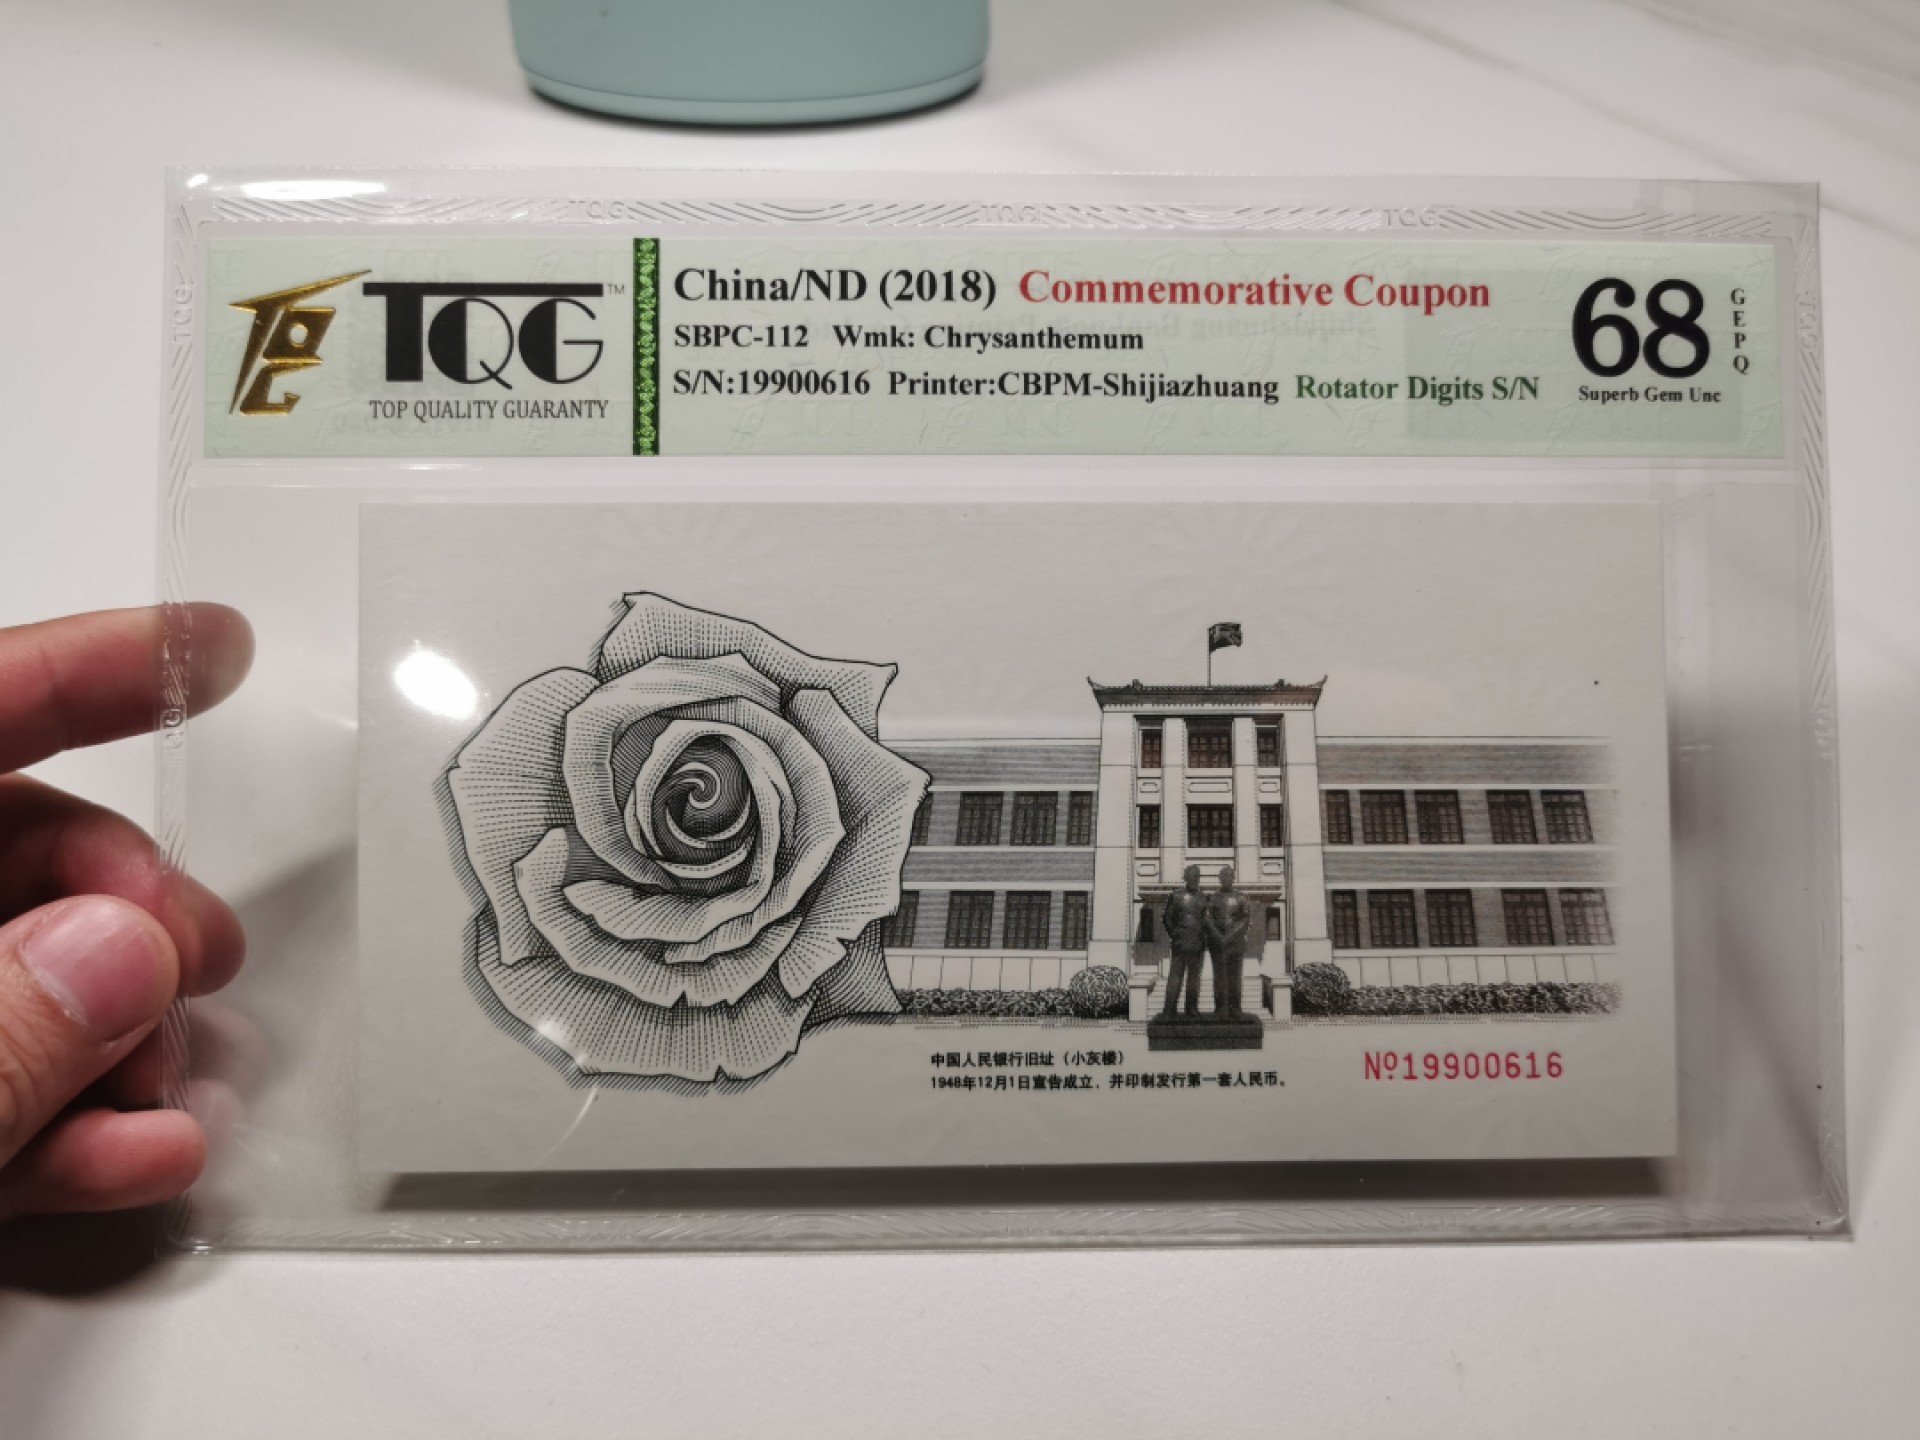 TQG TQG TQG
TQG™
TOP QUALiTY GUARANTY
China/ND (2018) Commemorative Coupon
SBPC-112 Wmk: Chrysanthemum
S/N:19900616 Printer:CBPM-Shijiazhuang Rotator Digits S/N
68
GEPQ
Superb Gem Unc
中国人民银行旧址（小灰楼）
1948年12月1日宣告成立，并印制发行第一套人民币。
Nº19900616